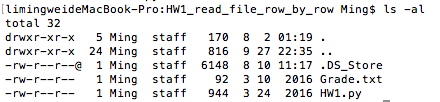 [limingweideMacBook-Pro:HW1_read_file_row_by_row Ming$ ls -al
total 32
drwxr-xr-x   5 Ming  staff   170  8  2 01:19 .
drwxr-xr-x  24 Ming  staff   816  9 27 22:35 ..
-rw-r--r--@  1 Ming  staff  6148  8 10 11:17 .DS_Store
-rw-r--r--   1 Ming  staff    92  3 10  2016 Grade.txt
-rw-r--r--   1 Ming  staff   944  3 24  2016 HW1.py